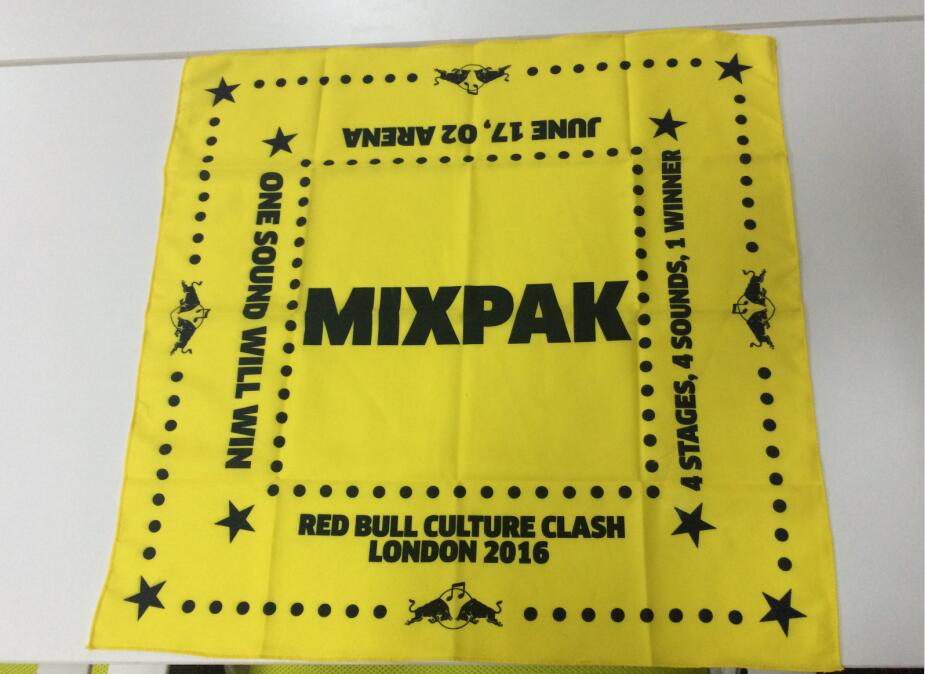 JUNE 17, O2 ARENA
ONE SOUND WILL WIN
MIXPAK
4 STAGES, 4 SOUNDS, 1 WINNER
RED BULL CULTURE CLASH
LONDON 2016